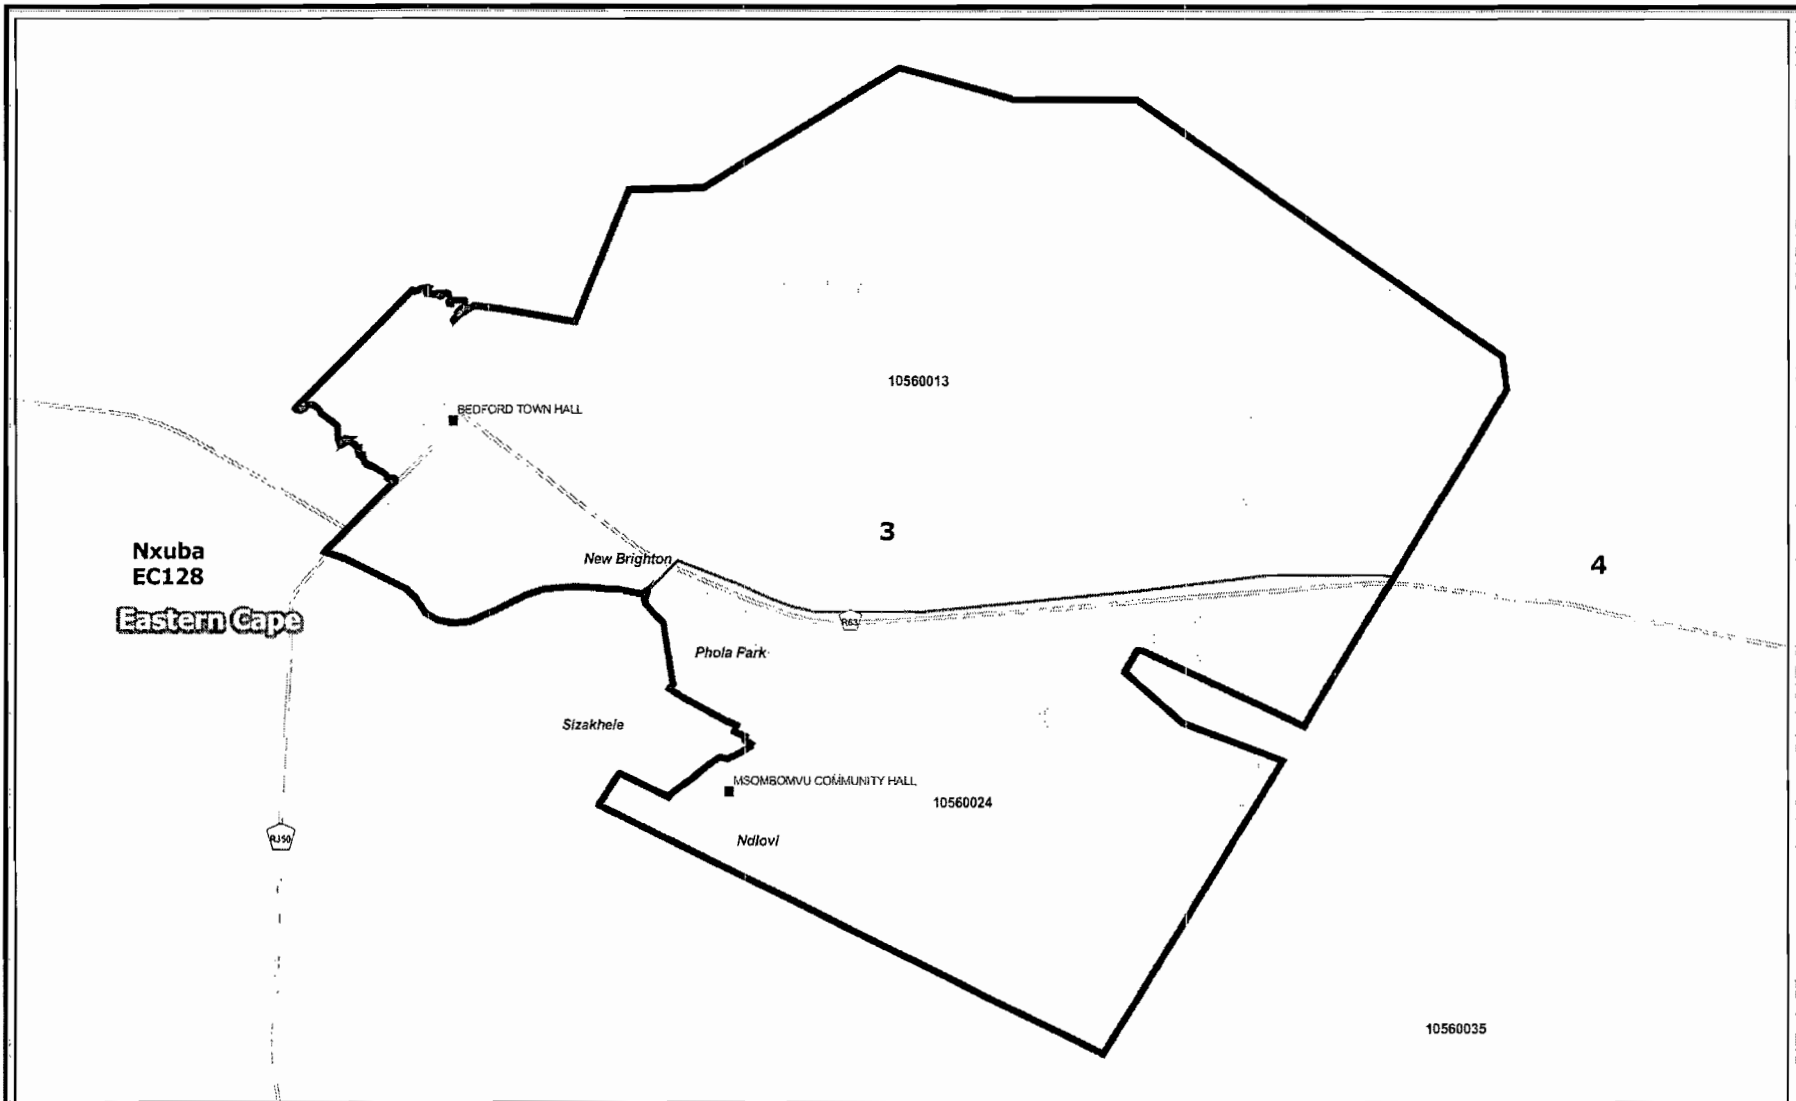 10560013
BEDFORD TOWN HALL
3
Nxuba
EC128
New Brighton
4
Eastern Cape
R63
Phola Park
Sizakhele
MSOMBOMVU COMMUNITY HALL
10560024
R350
Ndlovi
10560035